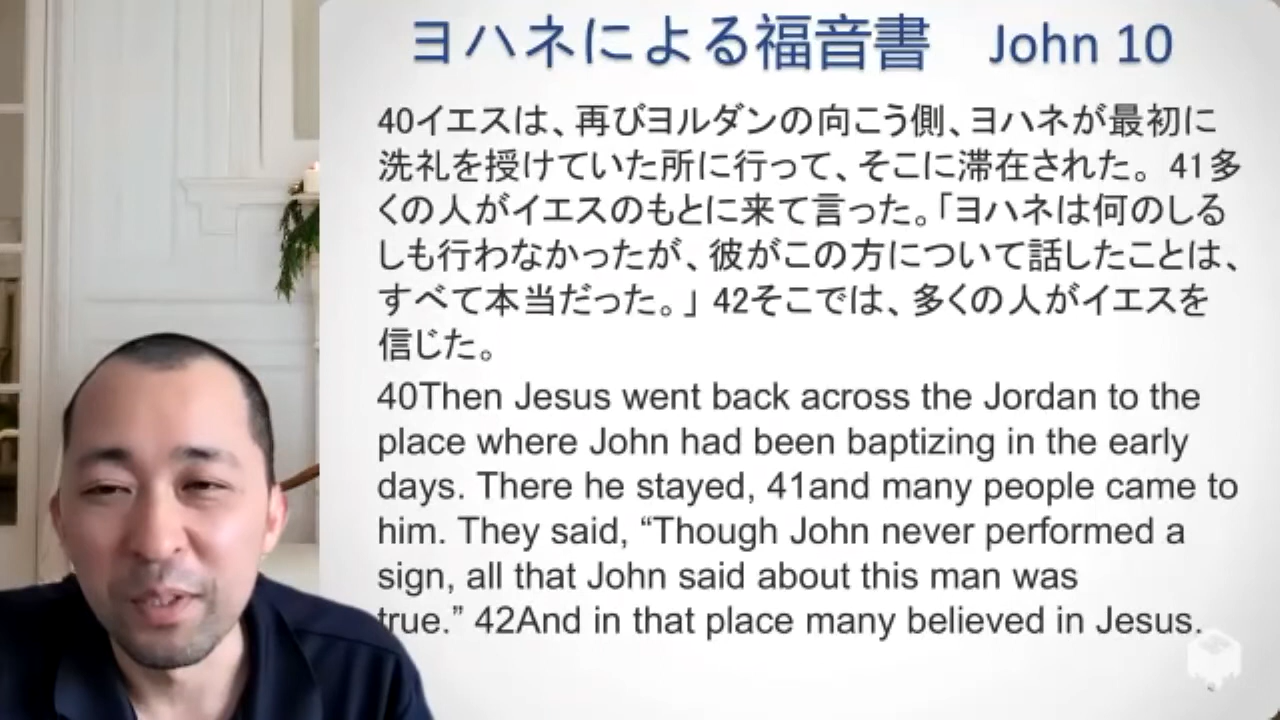 ヨハネによる福音書　John 10
40イエスは、再びヨルダンの向こう側、ヨハネが最初に
洗礼を授けていた所に行って、そこに滞在された。 41多
くの人がイエスのもとに来て言った。「ヨハネは何のしる
しも行わなかったが、彼がこの方について話したことは、
すべて本当だった。」 42そこでは、多くの人がイエスを
信じた。
40Then Jesus went back across the Jordan to the
place where John had been baptizing in the early
days. There he stayed, 41and many people came to
him. They said, “Though John never performed a
sign, all that John said about this man was
true.” 42And in that place many believed in Jesus.